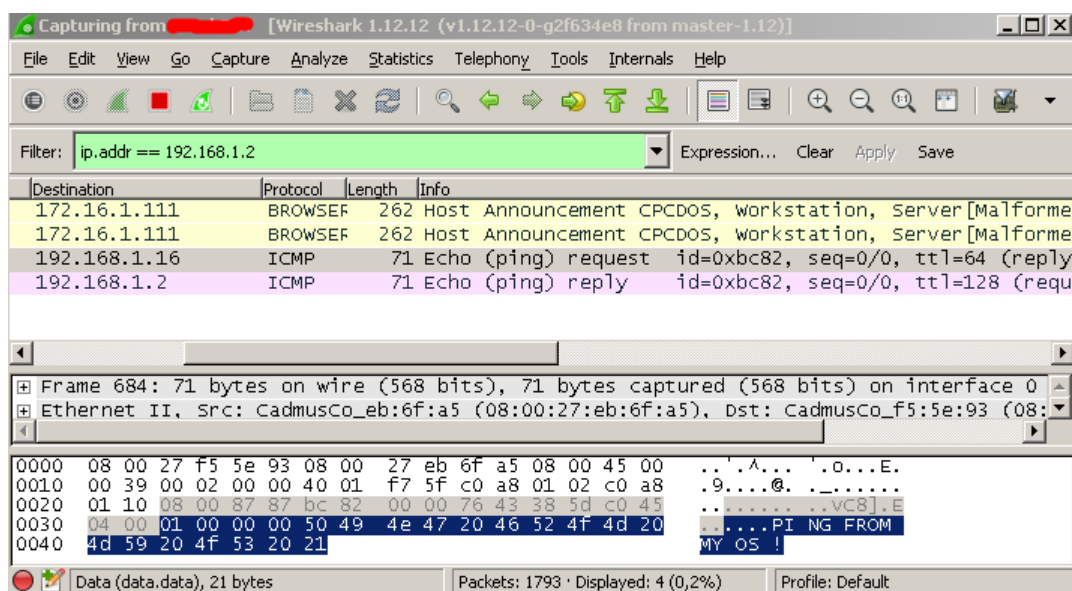 Capturing from [Wireshark 1.12.12 (v1.12.12-0-g2f634e8 from master-1.12)]
File Edit View Go Capture Analyze Statistics Telephony Tools Internals Help
Filter: ip.addr == 192.168.1.2 Expression... Clear Apply Save
Destination Protocol Length Info
172.16.1.111 BROWSER 262 Host Announcement CPCDOS, Workstation, Server[Malforme
172.16.1.111 BROWSER 262 Host Announcement CPCDOS, Workstation, Server[Malforme
192.168.1.16 ICMP 71 Echo (ping) request id=0xbc82, seq=0/0, ttl=64 (reply
192.168.1.2 ICMP 71 Echo (ping) reply id=0xbc82, seq=0/0, ttl=128 (requ
Frame 684: 71 bytes on wire (568 bits), 71 bytes captured (568 bits) on interface 0
Ethernet II, Src: CadmusCo_eb:6f:a5 (08:00:27:eb:6f:a5), Dst: CadmusCo_f5:5e:93 (08:
0000 08 00 27 f5 5e 93 08 00 27 eb 6f a5 08 00 45 00 ..'.^... '.o...E.
0010 00 39 00 02 00 00 40 01 f7 5f c0 a8 01 02 c0 a8 .9....@. ._......
0020 01 10 08 00 87 87 bc 82 00 00 76 43 38 5d c0 45 ........ ..vC8].E
0030 04 00 01 00 00 00 50 49 4e 47 20 46 52 4f 4d 20 ......PI NG FROM
0040 4d 59 20 4f 53 20 21 MY OS !
Data (data.data), 21 bytes Packets: 1793 · Displayed: 4 (0,2%) Profile: Default